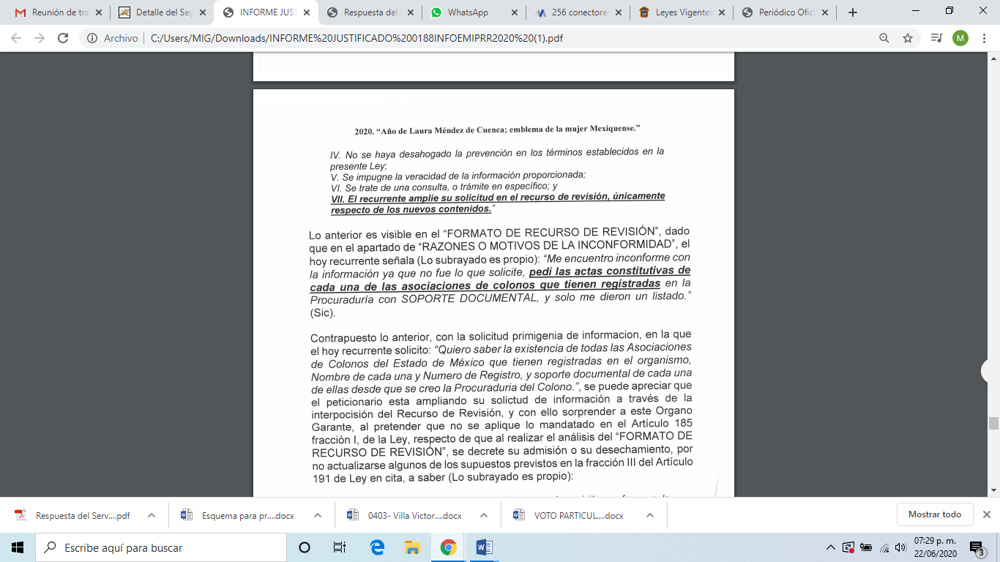 Reunión de tra
Detalle del Seg
INFORME JUST
Respuesta del
WhatsApp
256 conectore
Leyes Vigente
Periódico Ofici
Archivo
C:/Users/MIG/Downloads/INFORME%20JUSTIFICADO%200188INFOEMIPRR2020%20(1).pdf
M
2020. “Año de Laura Méndez de Cuenca; emblema de la mujer Mexiquense.”
IV. No se haya desahogado la prevención en los términos establecidos en la
presente Ley;
V. Se impugne la veracidad de la información proporcionada;
VI. Se trate de una consulta, o trámite en específico; y
VII. El recurrente amplíe su solicitud en el recurso de revisión, únicamente
respecto de los nuevos contenidos.”
Lo anterior es visible en el “FORMATO DE RECURSO DE REVISIÓN”, dado
que en el apartado de “RAZONES O MOTIVOS DE LA INCONFORMIDAD”, el
hoy recurrente señala (Lo subrayado es propio): “Me encuentro inconforme con
la información ya que no fue lo que solicite, pedí las actas constitutivas de
cada una de las asociaciones de colonos que tienen registradas en la
Procuraduría con SOPORTE DOCUMENTAL, y solo me dieron un listado.”
(Sic).
Contrapuesto lo anterior, con la solicitud primigenia de informacion, en la que
el hoy recurrente solicito: “Quiero saber la existencia de todas las Asociaciones
de Colonos del Estado de México que tienen registradas en el organismo,
Nombre de cada una y Numero de Registro, y soporte documental de cada una
de ellas desde que se creo la Procuraduria del Colono.”, se puede apreciar que
el peticionario esta ampliando su solictud de información a través de la
interpocisión del Recurso de Revisión, y con ello sorprender a este Organo
Garante, al pretender que no se aplique lo mandatado en el Artículo 185
fracción I, de la Ley, respecto de que al realizar el análisis del “FORMATO DE
RECURSO DE REVISIÓN”, se decrete su admisión o su desechamiento, por
no actualizarse algunos de los supuestos previstos en la fracción III del Artículo
191 de Ley en cita, a saber (Lo subrayado es propio):
Respuesta del Serv....pdf
Esquema para pr....docx
0403- Villa Victor....docx
VOTO PARTICUL....docx
Mostrar todo
Escribe aquí para buscar
07:29 p. m.
22/06/2020
3